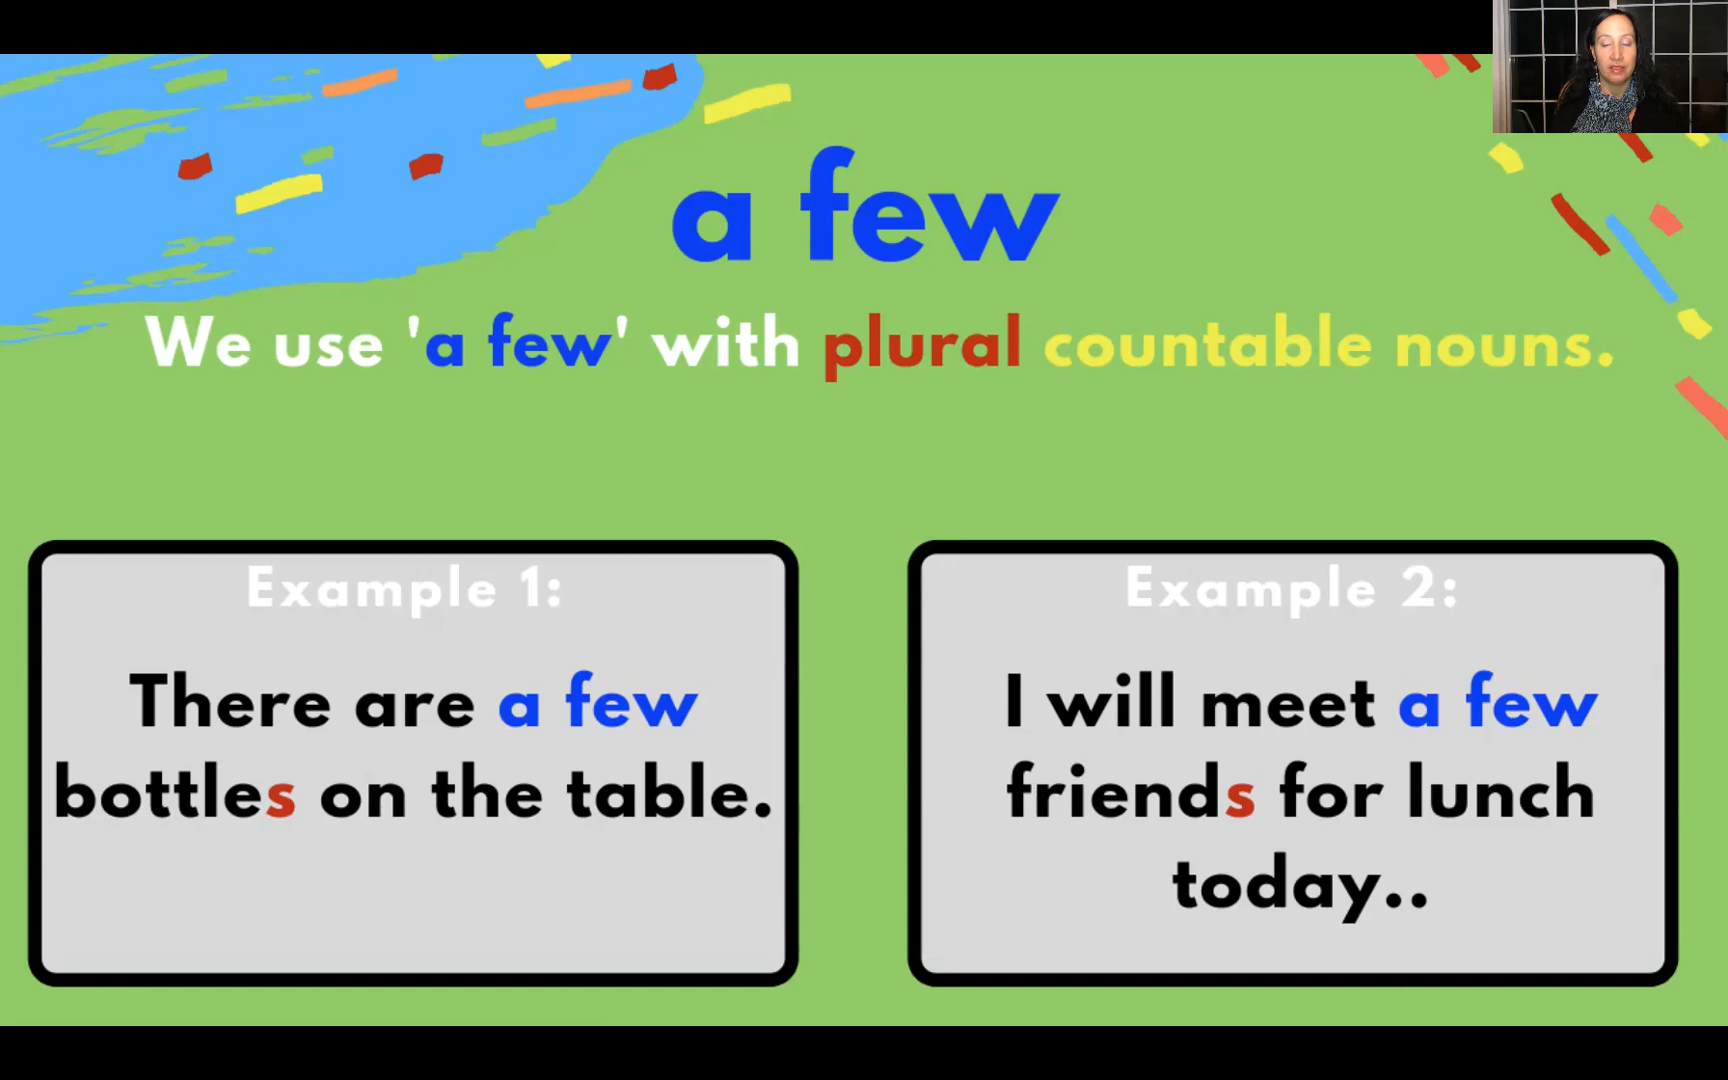 a few
We use 'a few' with plural countable nouns.
Example 1:
There are a few
bottles on the table.
Example 2:
I will meet a few
friends for lunch
today..